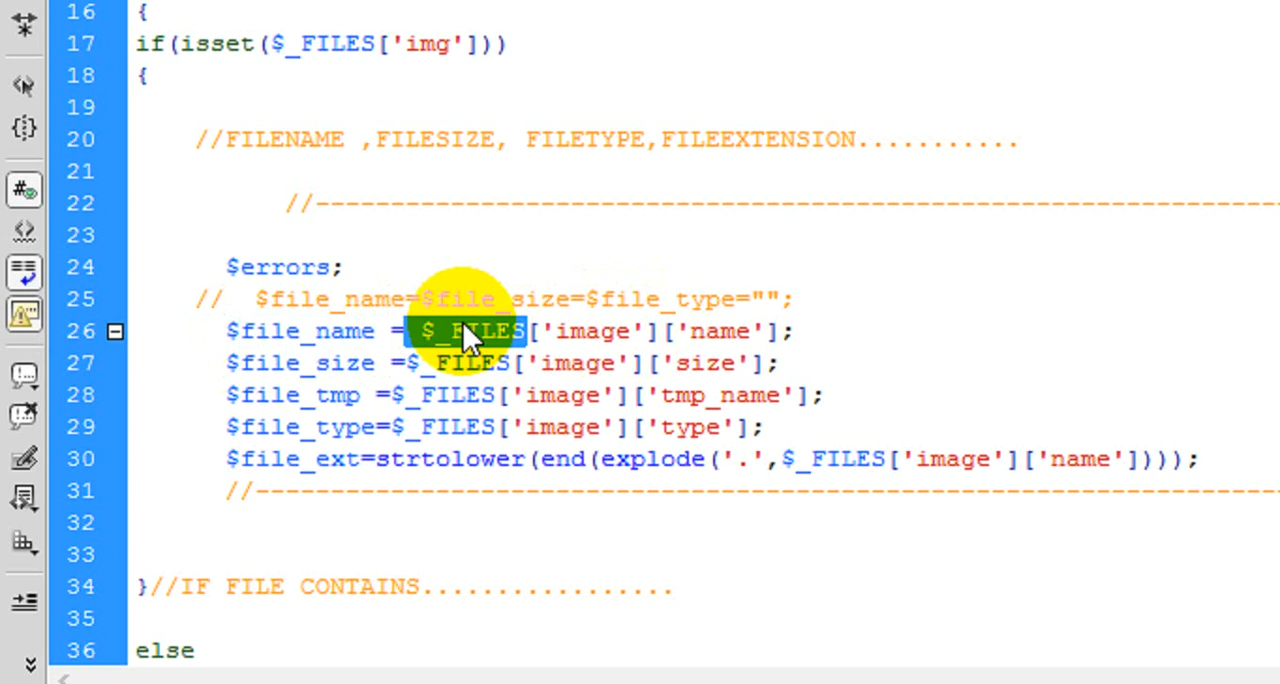 16 {
17 if(isset($_FILES['img']))
18 {
19
20 //FILENAME ,FILESIZE, FILETYPE,FILEEXTENSION...........
21
22 //----------------------------------------------------------------
23
24 $errors;
25 // $file_name=$file_size=$file_type="";
26 $file_name = $_FILES['image']['name'];
27 $file_size =$_FILES['image']['size'];
28 $file_tmp =$_FILES['image']['tmp_name'];
29 $file_type=$_FILES['image']['type'];
30 $file_ext=strtolower(end(explode('.',$_FILES['image']['name'])));
31 //--------------------------------------------------------------------
32
33
34 }//IF FILE CONTAINS.................
35
36 else